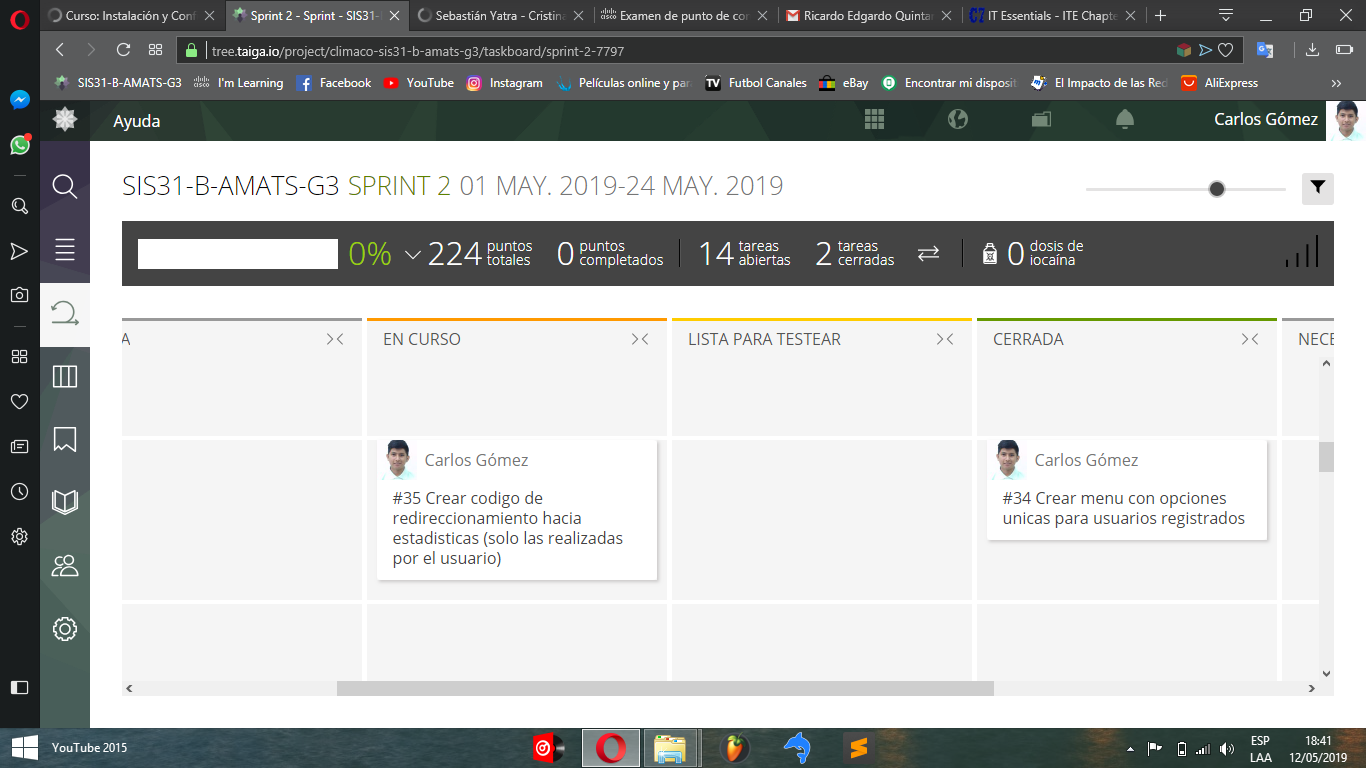 Curso: Instalación y Conf
Sprint 2 - Sprint - SIS31-
Sebastián Yatra - Cristina
Examen de punto de cor
Ricardo Edgardo Quintar
IT Essentials - ITE Chapte
tree.taiga.io/project/climaco-sis31-b-amats-g3/taskboard/sprint-2-7797
SIS31-B-AMATS-G3
I'm Learning
Facebook
YouTube
Instagram
Películas online y par
Futbol Canales
eBay
Encontrar mi disposit
El Impacto de las Red
AliExpress
Ayuda
Carlos Gómez
SIS31-B-AMATS-G3 SPRINT 2 01 MAY. 2019-24 MAY. 2019
0%
224 puntos totales
0 puntos completados
14 tareas abiertas
2 tareas cerradas
0 dosis de iocaína
A
EN CURSO
LISTA PARA TESTEAR
CERRADA
NECE
Carlos Gómez
#35 Crear codigo de
redireccionamiento hacia
estadisticas (solo las realizadas
por el usuario)
Carlos Gómez
#34 Crear menu con opciones
unicas para usuarios registrados
YouTube 2015
ESP
LAA
18:41
12/05/2019